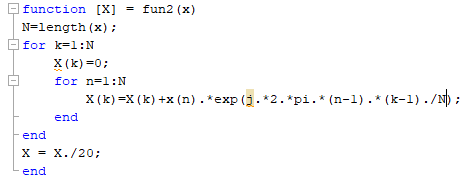 function [X] = fun2(x)
N=length(x);
for k=1:N
X(k)=0;
for n=1:N
X(k)=X(k)+x(n).*exp(j.*2.*pi.*(n-1).*(k-1)./N);
end
end
X = X./20;
end